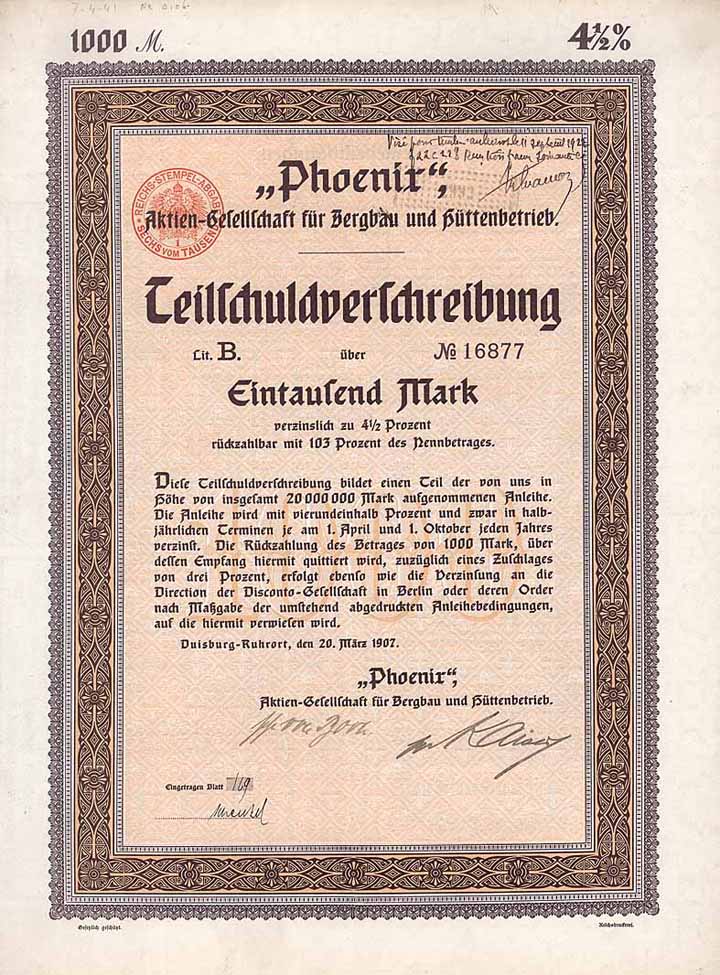 7-4-41
1000 M.
4½%
REICHS-STEMPEL-ABGABE
SECHS VOM TAUSEND
„Phoenix“,
Aktien-Gesellschaft für Bergbau und Hüttenbetrieb.
Teilschuldverschreibung
Lit. B. über № 16877
Eintausend Mark
verzinslich zu 4½ Prozent
rückzahlbar mit 103 Prozent des Nennbetrages.
Diese Teilschuldverschreibung bildet einen Teil der von uns in
Höhe von insgesamt 20 000 000 Mark aufgenommenen Anleihe.
Die Anleihe wird mit vierundeinhalb Prozent und zwar in halb-
jährlichen Terminen je am 1. April und 1. Oktober jeden Jahres
verzinst. Die Rückzahlung des Betrages von 1000 Mark, über
dessen Empfang hiermit quittiert wird, zuzüglich eines Zuschlages
von drei Prozent, erfolgt ebenso wie die Verzinsung an die
Direction der Disconto-Gesellschaft in Berlin oder deren Order
nach Maßgabe der umstehend abgedruckten Anleihebedingungen,
auf die hiermit verwiesen wird.
Duisburg-Ruhrort, den 20. März 1907.
„Phoenix“,
Aktien-Gesellschaft für Bergbau und Hüttenbetrieb.
Eingetragen Blatt 169
Gesetzlich geschützt.
Reichsdruckerei.